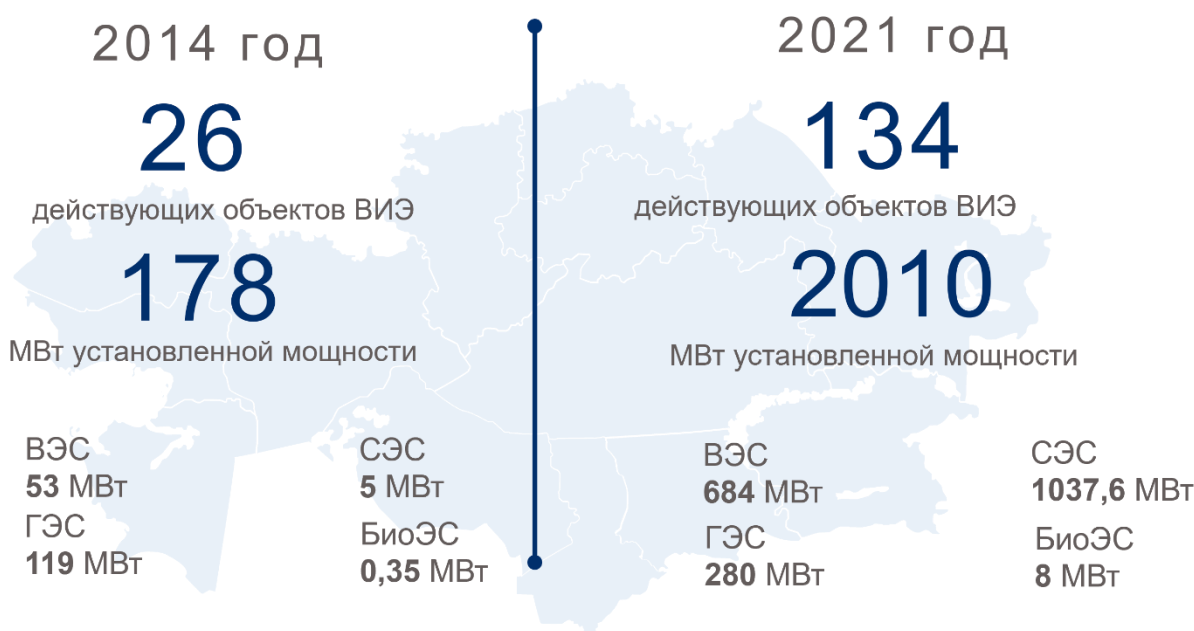 2014 год
26
действующих объектов ВИЭ
178
МВт установленной мощности
ВЭС
53 МВт
СЭС
5 МВт
ГЭС
119 МВт
БиоЭС
0,35 МВт
2021 год
134
действующих объектов ВИЭ
2010
МВт установленной мощности
ВЭС
684 МВт
СЭС
1037,6 МВт
ГЭС
280 МВт
БиоЭС
8 МВт